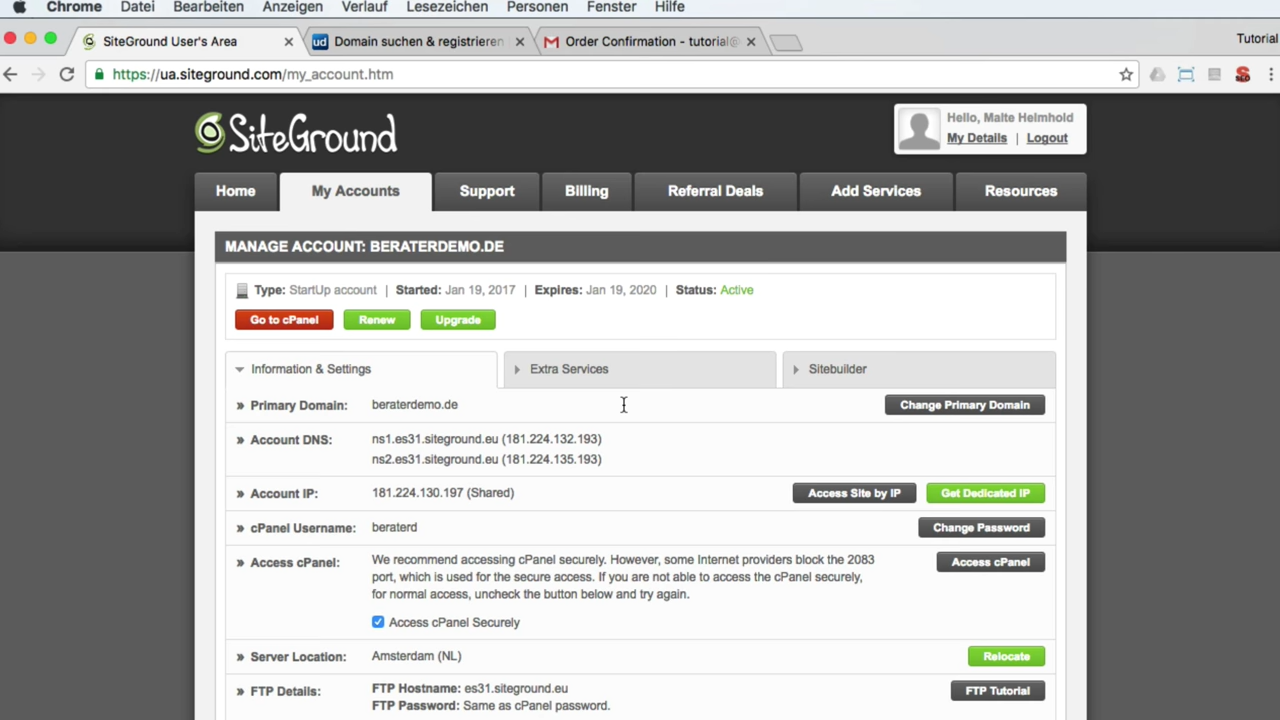 Chrome Datei Bearbeiten Anzeigen Verlauf Lesezeichen Personen Fenster Hilfe
SiteGround User's Area
ud Domain suchen & registrieren
Order Confirmation - tutorial@
Tutorial
https://ua.siteground.com/my_account.htm
SiteGround
Hello, Malte Helmhold
My Details | Logout
Home My Accounts Support Billing Referral Deals Add Services Resources
MANAGE ACCOUNT: BERATERDEMO.DE
Type: StartUp account | Started: Jan 19, 2017 | Expires: Jan 19, 2020 | Status: Active
Go to cPanel Renew Upgrade
Information & Settings Extra Services Sitebuilder
» Primary Domain: beraterdemo.de Change Primary Domain
» Account DNS: ns1.es31.siteground.eu (181.224.132.193)
ns2.es31.siteground.eu (181.224.135.193)
» Account IP: 181.224.130.197 (Shared) Access Site by IP Get Dedicated IP
» cPanel Username: beraterd Change Password
» Access cPanel: We recommend accessing cPanel securely. However, some Internet providers block the 2083 Access cPanel
port, which is used for the secure access. If you are not able to access the cPanel securely,
for normal access, uncheck the button below and try again.
Access cPanel Securely
» Server Location: Amsterdam (NL) Relocate
» FTP Details: FTP Hostname: es31.siteground.eu FTP Tutorial
FTP Password: Same as cPanel password.